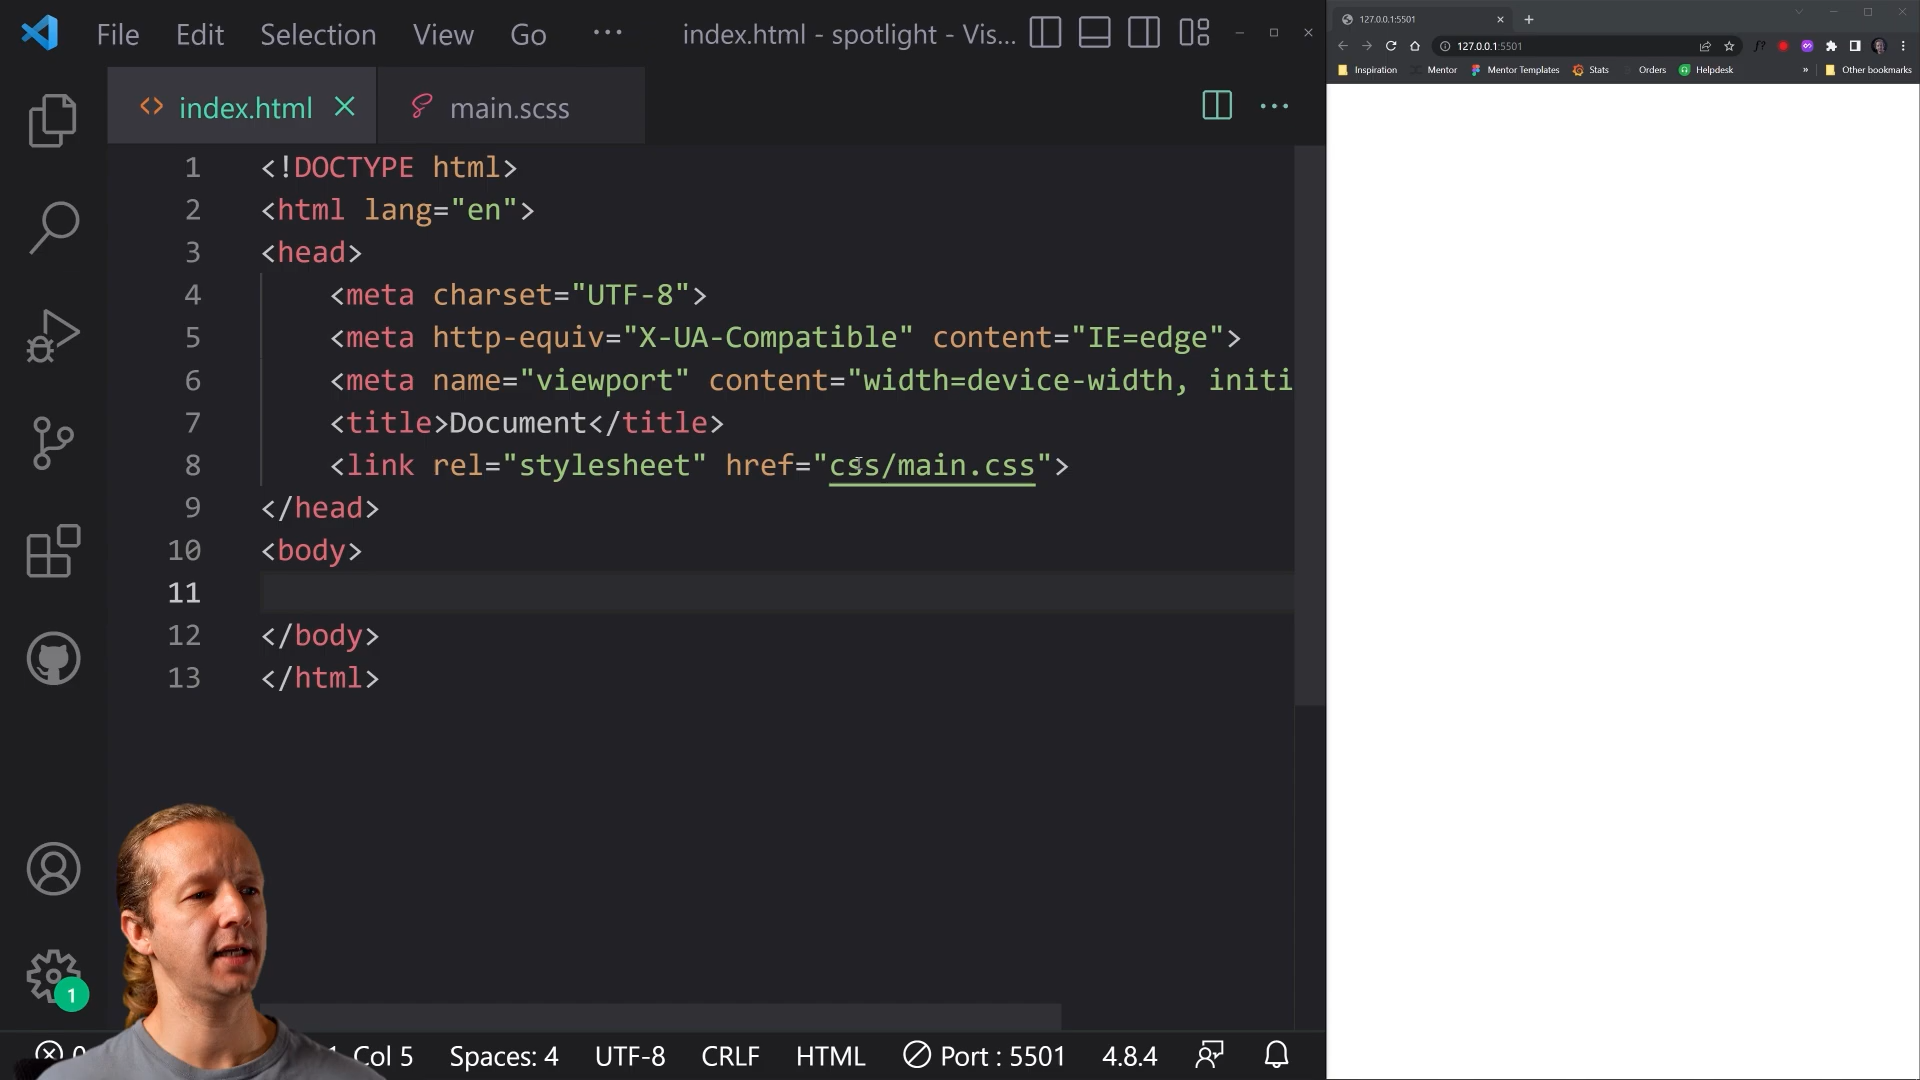 File Edit Selection View Go ··· index.html - spotlight - Vis...
index.html main.scss
1 <!DOCTYPE html>
2 <html lang="en">
3 <head>
4 <meta charset="UTF-8">
5 <meta http-equiv="X-UA-Compatible" content="IE=edge">
6 <meta name="viewport" content="width=device-width, initi
7 <title>Document</title>
8 <link rel="stylesheet" href="css/main.css">
9 </head>
10 <body>
11
12 </body>
13 </html>
1
Col 5 Spaces: 4 UTF-8 CRLF HTML Port : 5501 4.8.4
127.0.0.1:5501
127.0.0.1:5501
Inspiration Mentor Mentor Templates Stats Orders Helpdesk » Other bookmarks